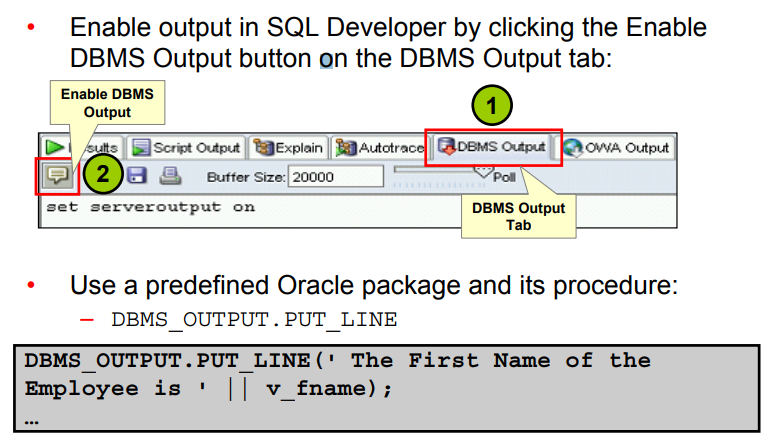 • Enable output in SQL Developer by clicking the Enable
DBMS Output button on the DBMS Output tab:
Enable DBMS
Output
1
Script Output
Explain
Autotrace
DBMS Output
OWA Output
2
Buffer Size: 20000
Poll
set serveroutput on
DBMS Output
Tab
• Use a predefined Oracle package and its procedure:
– DBMS_OUTPUT.PUT_LINE
DBMS_OUTPUT.PUT_LINE(' The First Name of the
Employee is ' || v_fname);
…